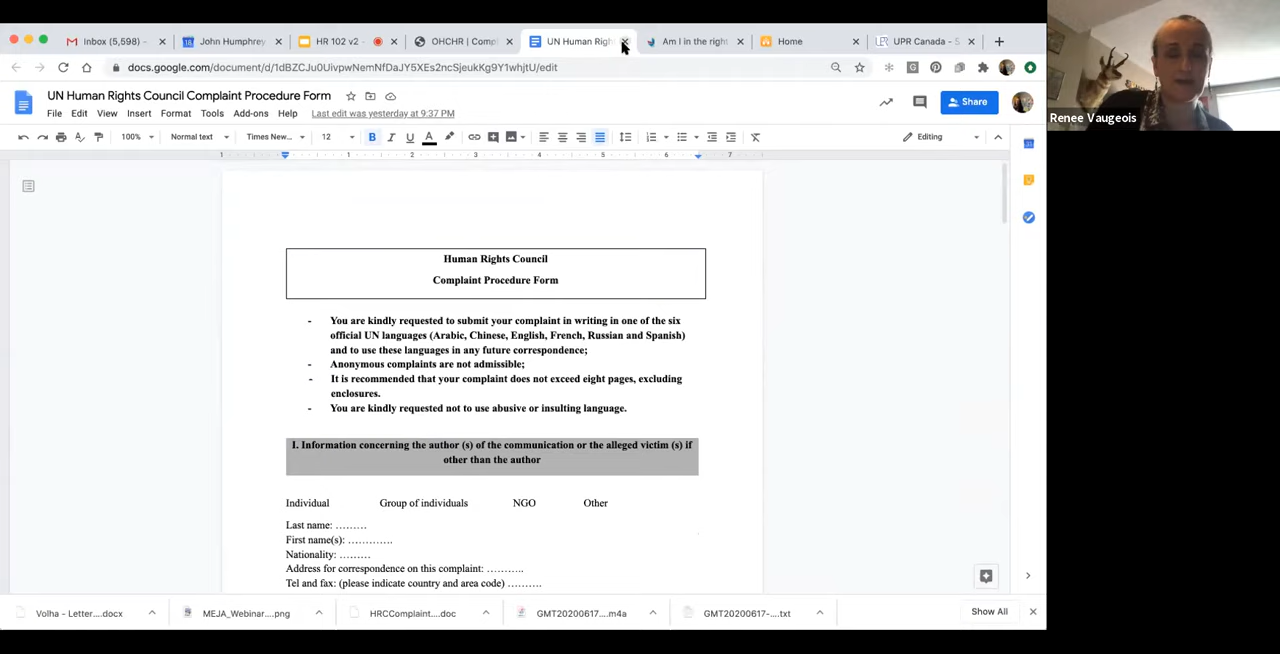 Inbox (5,598) -
John Humphrey
HR 102 v2 -
OHCHR | Comp
UN Human Righ
Am I in the right
Home
UPR Canada - S
docs.google.com/document/d/1dBZCJu0UivpwNemNfDaJY5XEs2ncSjeukKg9Y1whjtU/edit
UN Human Rights Council Complaint Procedure Form
Share
File Edit View Insert Format Tools Add-ons Help Last edit was yesterday at 9:37 PM
100% Normal text Times New... 12 B I U A Editing
1 1 2 3 4 5 6 7
Renee Vaugeois
Human Rights Council
Complaint Procedure Form
- You are kindly requested to submit your complaint in writing in one of the six
official UN languages (Arabic, Chinese, English, French, Russian and Spanish)
and to use these languages in any future correspondence;
- Anonymous complaints are not admissible;
- It is recommended that your complaint does not exceed eight pages, excluding
enclosures.
- You are kindly requested not to use abusive or insulting language.
I. Information concerning the author (s) of the communication or the alleged victim (s) if
other than the author
Individual Group of individuals NGO Other
Last name: ………
First name(s): ………….
Nationality: ………
Address for correspondence on this complaint: ………..
Tel and fax: (please indicate country and area code) ……….
Volha - Letter....docx
MEJA_Webinar....png
HRCComplaint....doc
GMT20200617-....m4a
GMT20200617-....txt
Show All